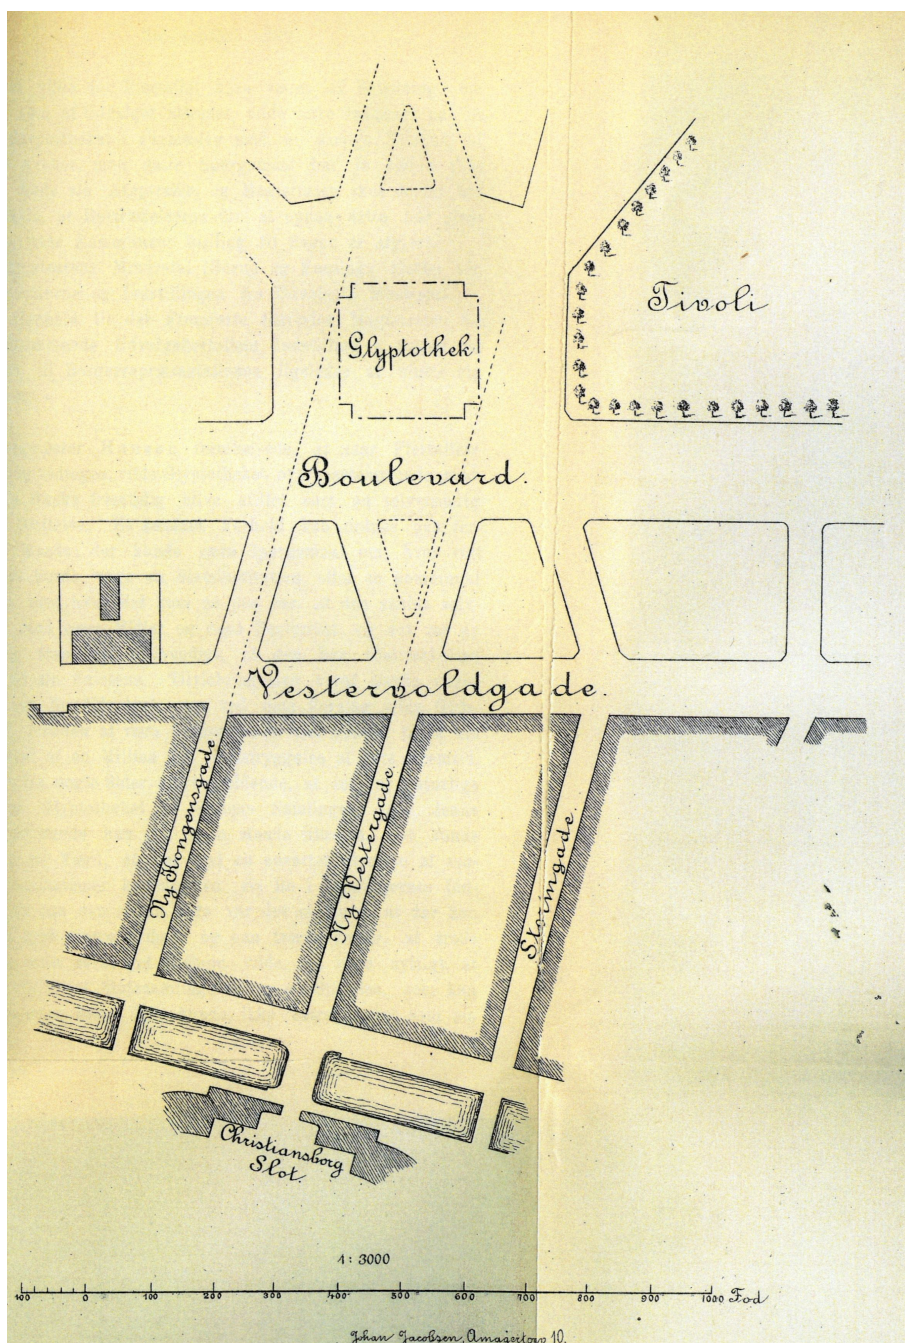 Tivoli
Glyptothek
Boulevard.
Vestervoldgade.
Ny Kongensgade.
Ny Vestergade
Stormgade.
Christiansborg
Slot.
1 : 3000
100 0 100 200 300 400 500 600 700 800 900 1000 Fod
Johan Jacobsen, Amagertorv 10.